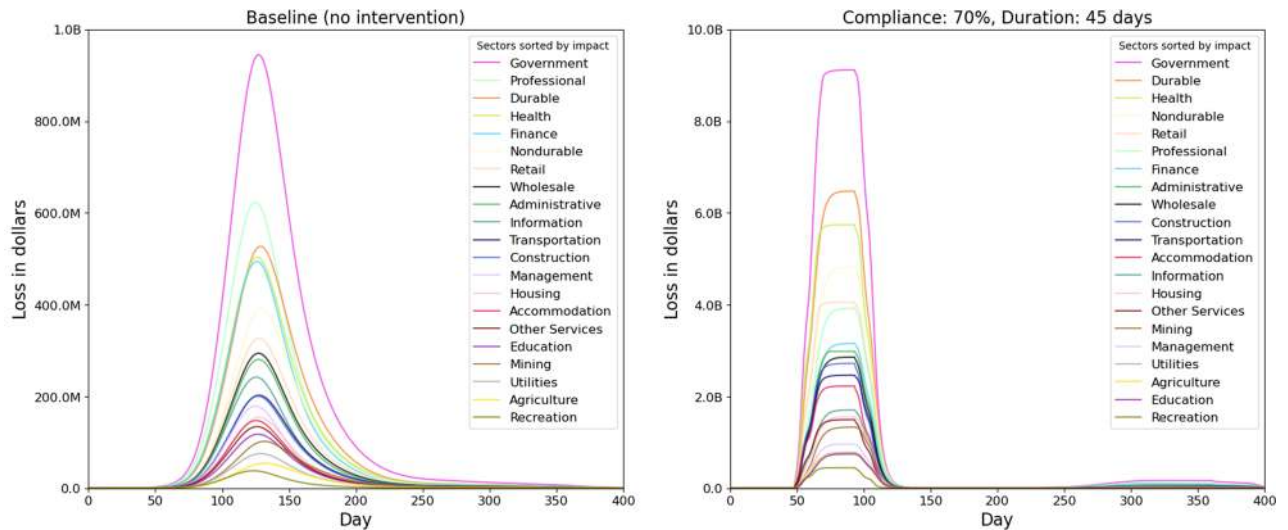 Baseline (no intervention)
1.0B
800.0M
600.0M
400.0M
200.0M
0.0
0
50
100
150
200
250
300
350
400
Loss in dollars
Day
Sectors sorted by impact
Government
Professional
Durable
Health
Finance
Nondurable
Retail
Wholesale
Administrative
Information
Transportation
Construction
Management
Housing
Accommodation
Other Services
Education
Mining
Utilities
Agriculture
Recreation
Compliance: 70%, Duration: 45 days
10.0B
8.0B
6.0B
4.0B
2.0B
0.0
0
50
100
150
200
250
300
350
400
Loss in dollars
Day
Sectors sorted by impact
Government
Durable
Health
Nondurable
Retail
Professional
Finance
Administrative
Wholesale
Construction
Transportation
Accommodation
Information
Housing
Other Services
Mining
Management
Utilities
Agriculture
Education
Recreation